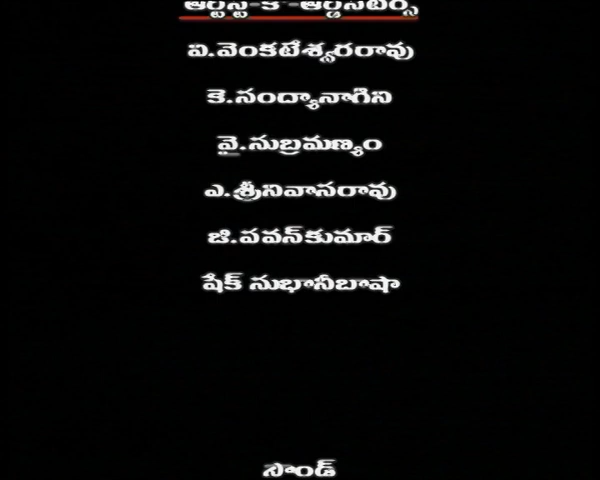 ఐ.వెంకటేశ్వరరావు
కె.సంధ్యానాగిని
వై.సుబ్రమణ్యం
ఎ.శ్రీనివాసరావు
జి.పవన్‌కుమార్
షేక్ సుభానీబాషా
సౌండ్